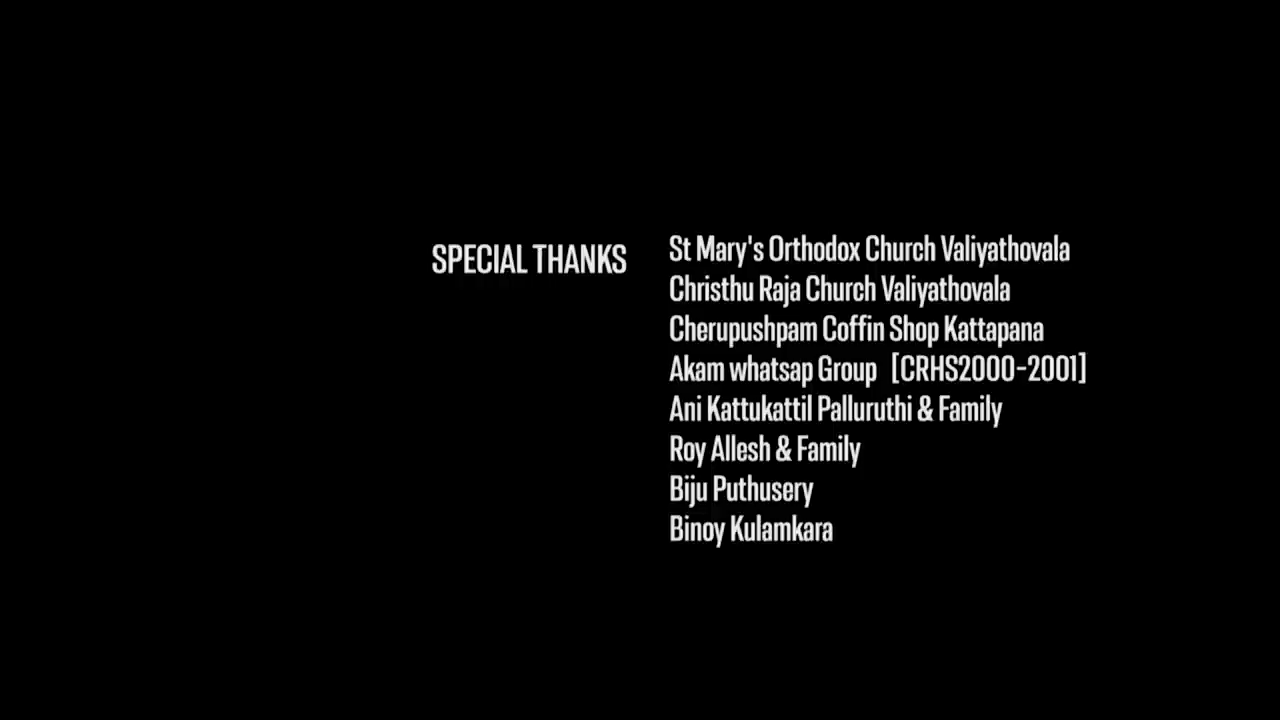 SPECIAL THANKS
St Mary's Orthodox Church Valiyathovala
Christhu Raja Church Valiyathovala
Cherupushpam Coffin Shop Kattapana
Akam whatsap Group [CRHS2000-2001]
Ani Kattukattil Palluruthi & Family
Roy Allesh & Family
Biju Puthusery
Binoy Kulamkara